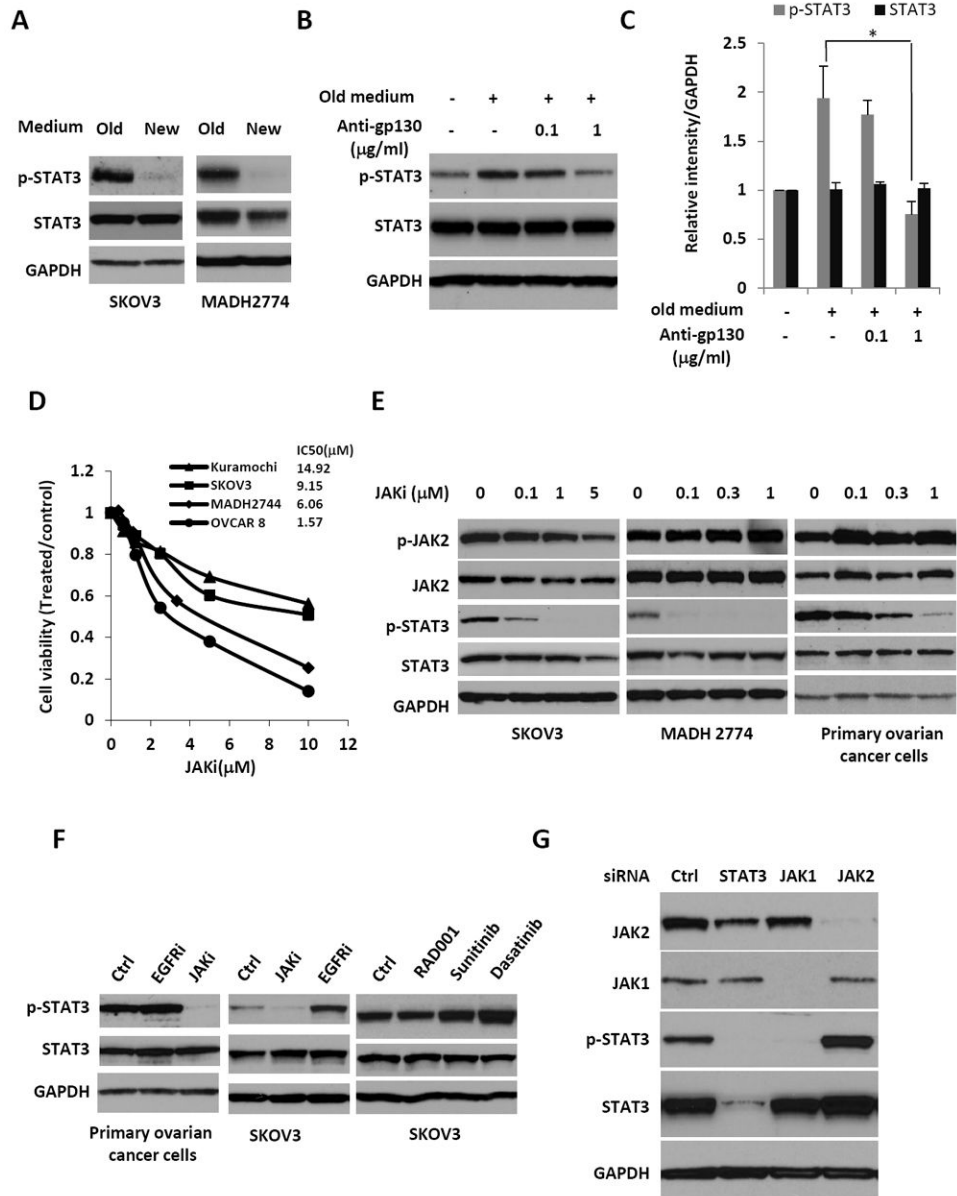 A
Medium Old New Old New
p-STAT3
STAT3
GAPDH
SKOV3 MADH2774
B
Old medium - + + +
Anti-gp130 - - 0.1 1
(μg/ml)
p-STAT3
STAT3
GAPDH
C
p-STAT3 STAT3
*
Relative intensity/GAPDH
2.5
2
1.5
1
0.5
0
old medium - + + +
Anti-gp130 - - 0.1 1
(μg/ml)
D
IC50(μM)
Kuramochi 14.92
SKOV3 9.15
MADH2744 6.06
OVCAR 8 1.57
Cell viability (Treated/control)
1.2
1
0.8
0.6
0.4
0.2
0
0 2 4 6 8 10 12
JAKi(μM)
E
JAKi (μM) 0 0.1 1 5 0 0.1 0.3 1 0 0.1 0.3 1
p-JAK2
JAK2
p-STAT3
STAT3
GAPDH
SKOV3 MADH 2774 Primary ovarian
cancer cells
F
Ctrl EGFRi JAKi Ctrl JAKi EGFRi Ctrl RAD001 Sunitinib Dasatinib
p-STAT3
STAT3
GAPDH
Primary ovarian SKOV3 SKOV3
cancer cells
G
siRNA Ctrl STAT3 JAK1 JAK2
JAK2
JAK1
p-STAT3
STAT3
GAPDH